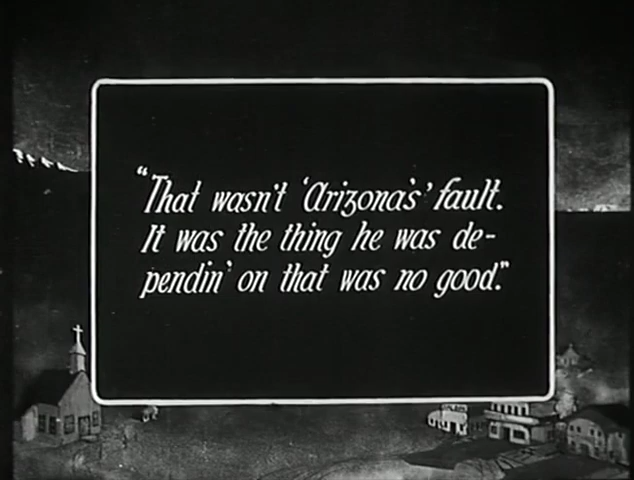 "That wasn't 'Arizona's' fault.
It was the thing he was de-
pendin' on that was no good."